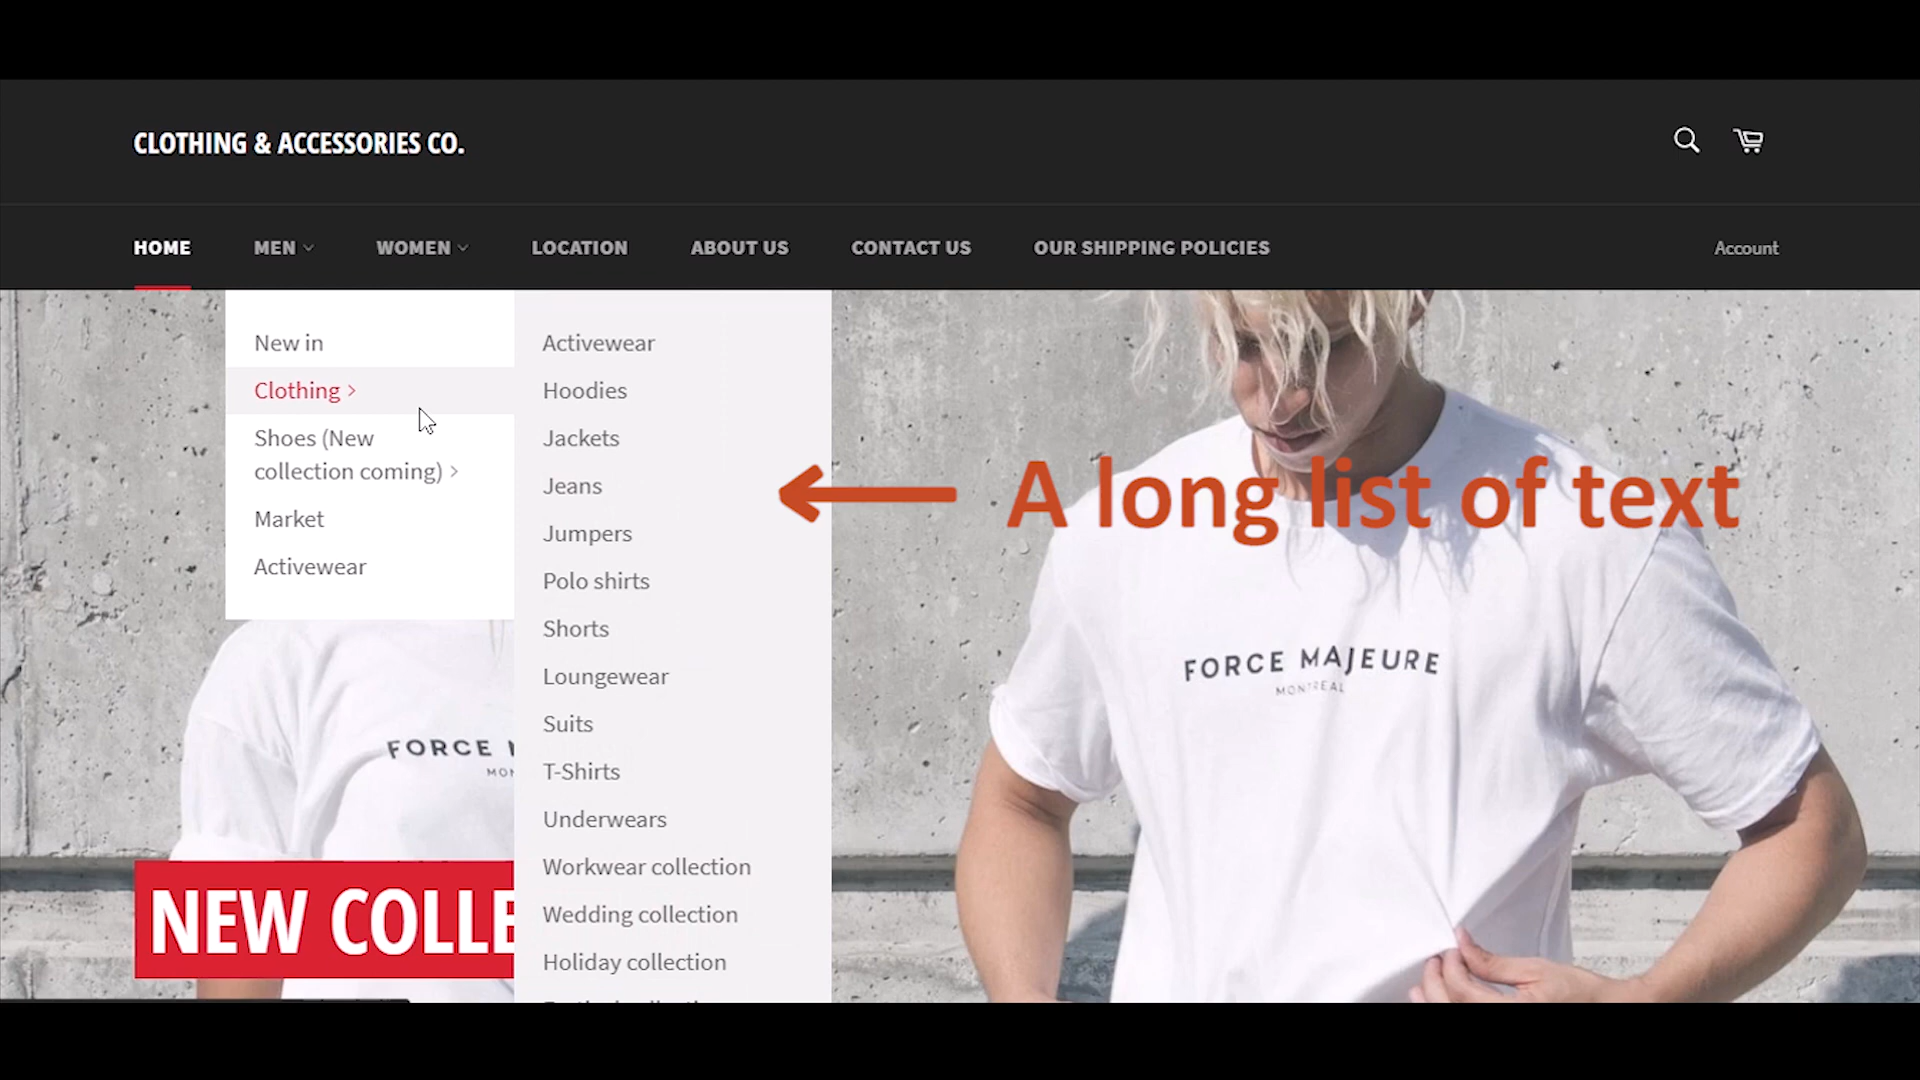 CLOTHING & ACCESSORIES CO.
HOME
MEN
WOMEN
LOCATION
ABOUT US
CONTACT US
OUR SHIPPING POLICIES
Account
New in
Clothing >
Shoes (New
collection coming) >
Market
Activewear
Activewear
Hoodies
Jackets
Jeans
Jumpers
Polo shirts
Shorts
Loungewear
Suits
T-Shirts
Underwears
Workwear collection
Wedding collection
Holiday collection
A long list of text
FORCE MAJEURE
MONTREAL
FORCE
NEW COLLE